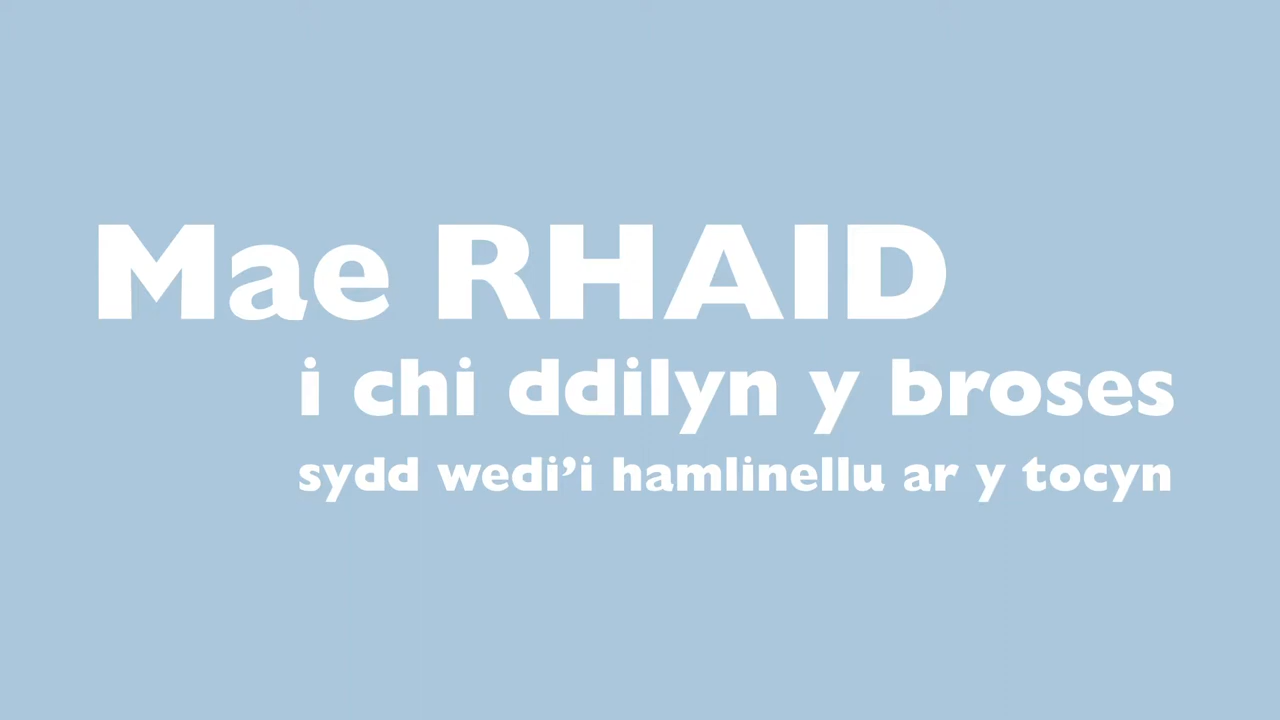 Mae RHAID
i chi ddilyn y broses
sydd wedi’i hamlinellu ar y tocyn